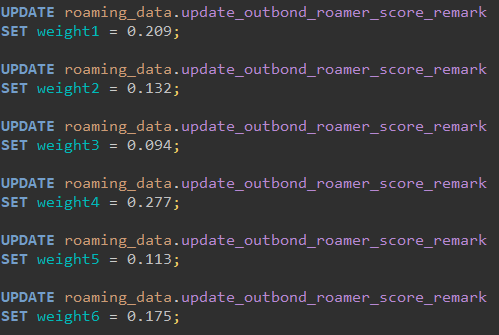 UPDATE roaming_data.update_outbond_roamer_score_remark
SET weight1 = 0.209;
UPDATE roaming_data.update_outbond_roamer_score_remark
SET weight2 = 0.132;
UPDATE roaming_data.update_outbond_roamer_score_remark
SET weight3 = 0.094;
UPDATE roaming_data.update_outbond_roamer_score_remark
SET weight4 = 0.277;
UPDATE roaming_data.update_outbond_roamer_score_remark
SET weight5 = 0.113;
UPDATE roaming_data.update_outbond_roamer_score_remark
SET weight6 = 0.175;